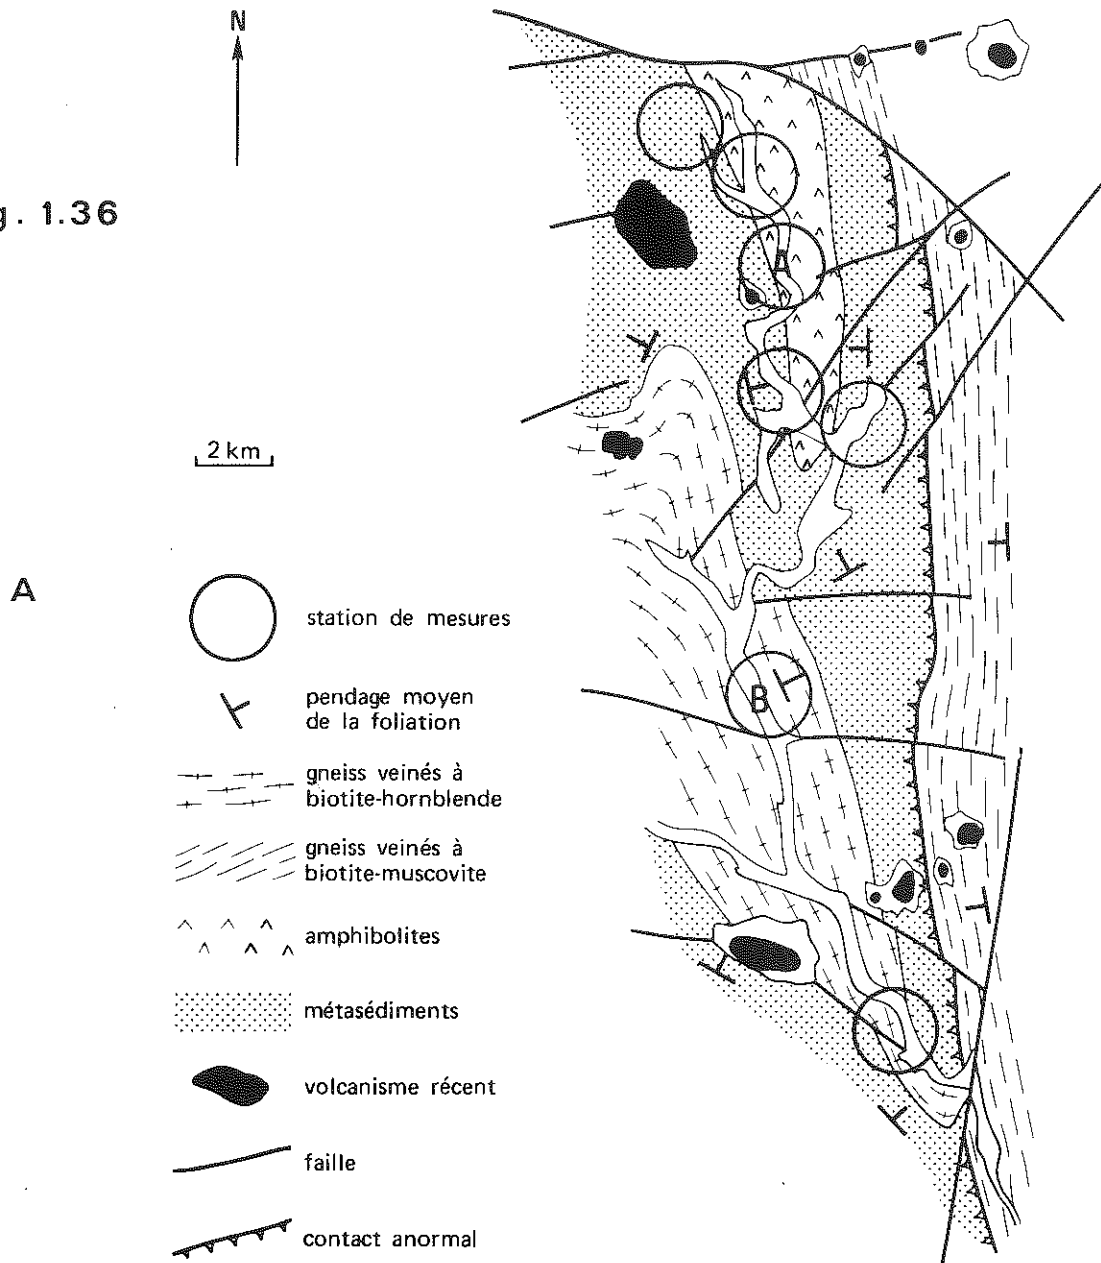 N
g. 1.36
A
2 km
A
B
station de mesures
pendage moyen
de la foliation
gneiss veinés à
biotite-hornblende
gneiss veinés à
biotite-muscovite
amphibolites
métasédiments
volcanisme récent
faille
contact anormal